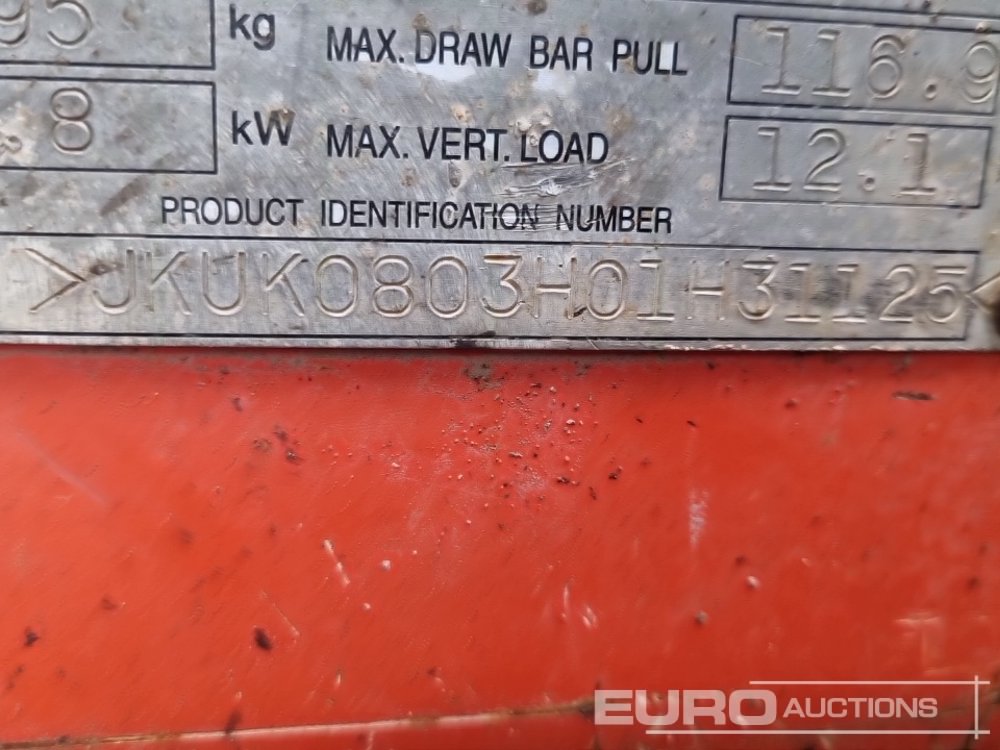 95 kg MAX. DRAW BAR PULL 116.9
.8 kW MAX. VERT. LOAD 12.1
PRODUCT IDENTIFICATION NUMBER
>JKUK0803H01H31125<
EURO AUCTIONS